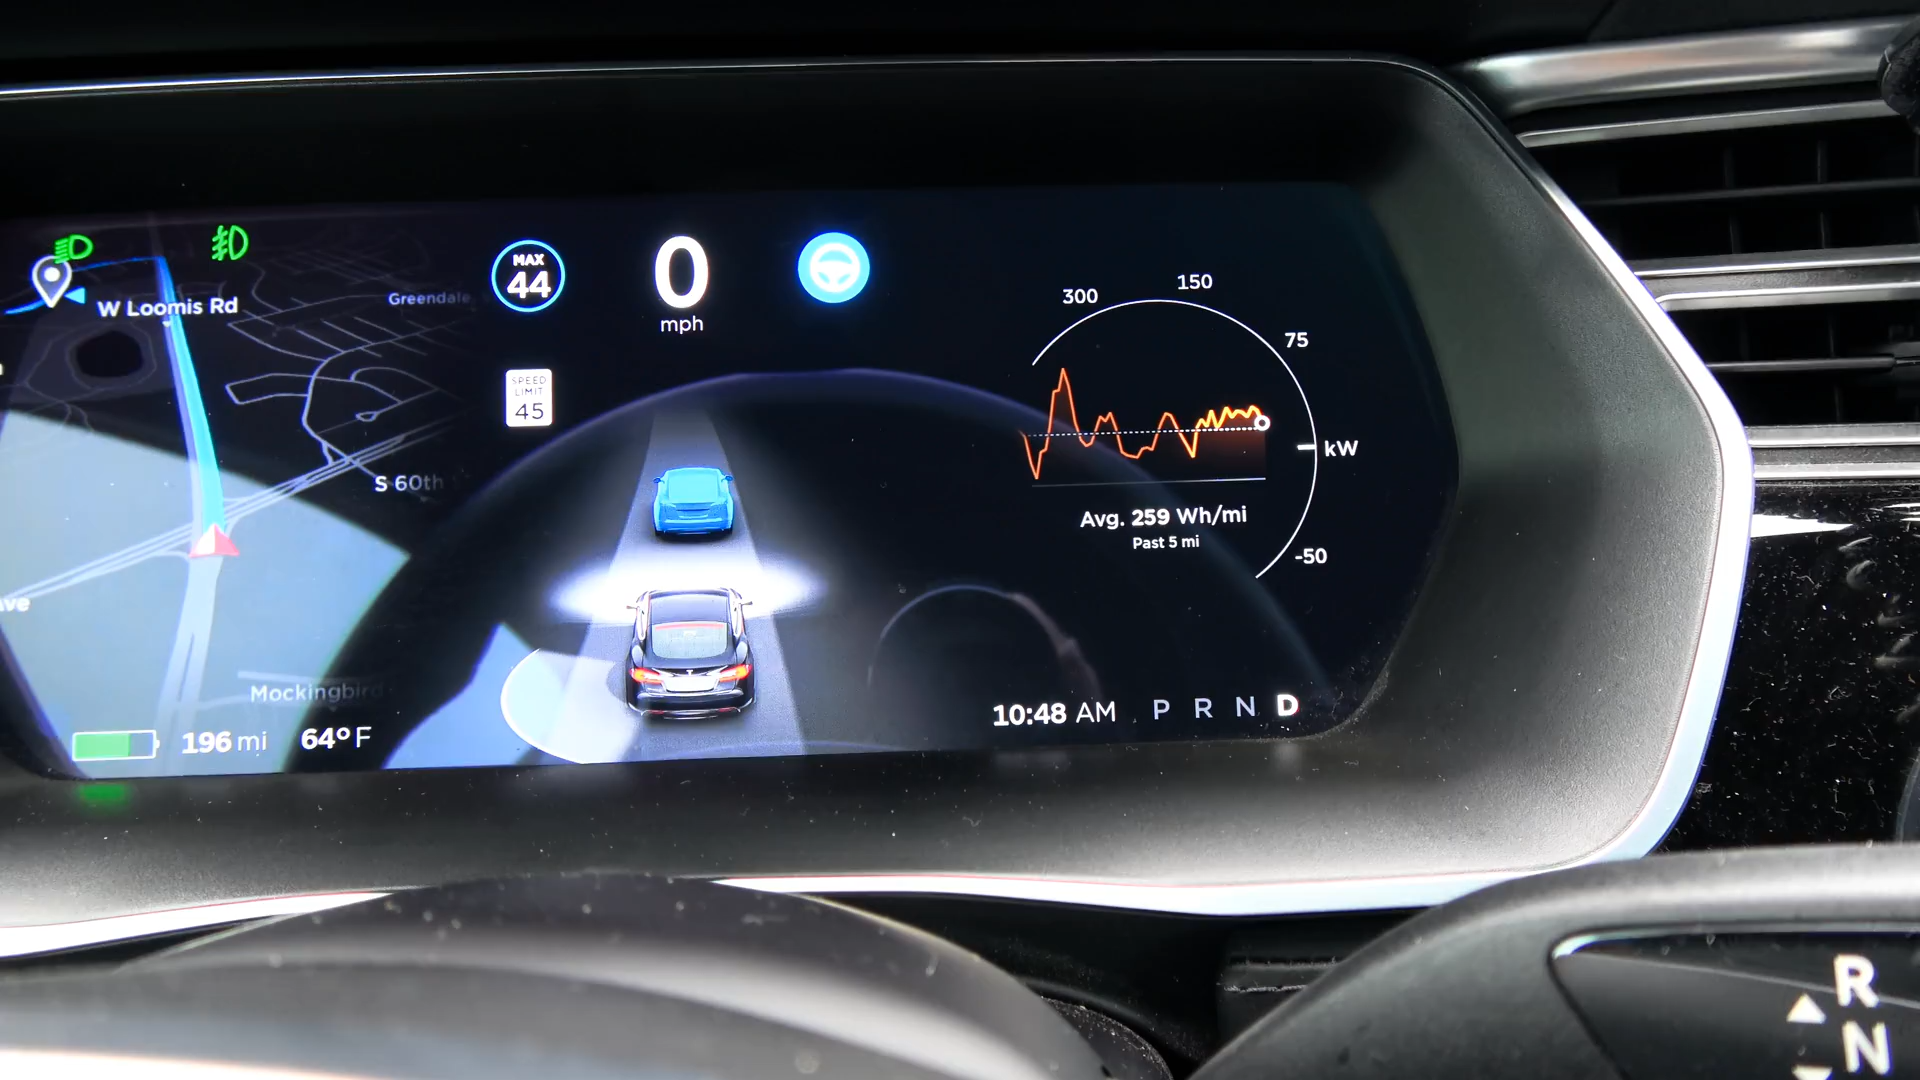 MAX
44
0
mph
W Loomis Rd
Greendale
SPEED
LIMIT
45
S 60th
300
150
75
kW
-50
Avg. 259 Wh/mi
Past 5 mi
ve
Mockingbird
196 mi
64° F
10:48 AM
P R N D
R
N